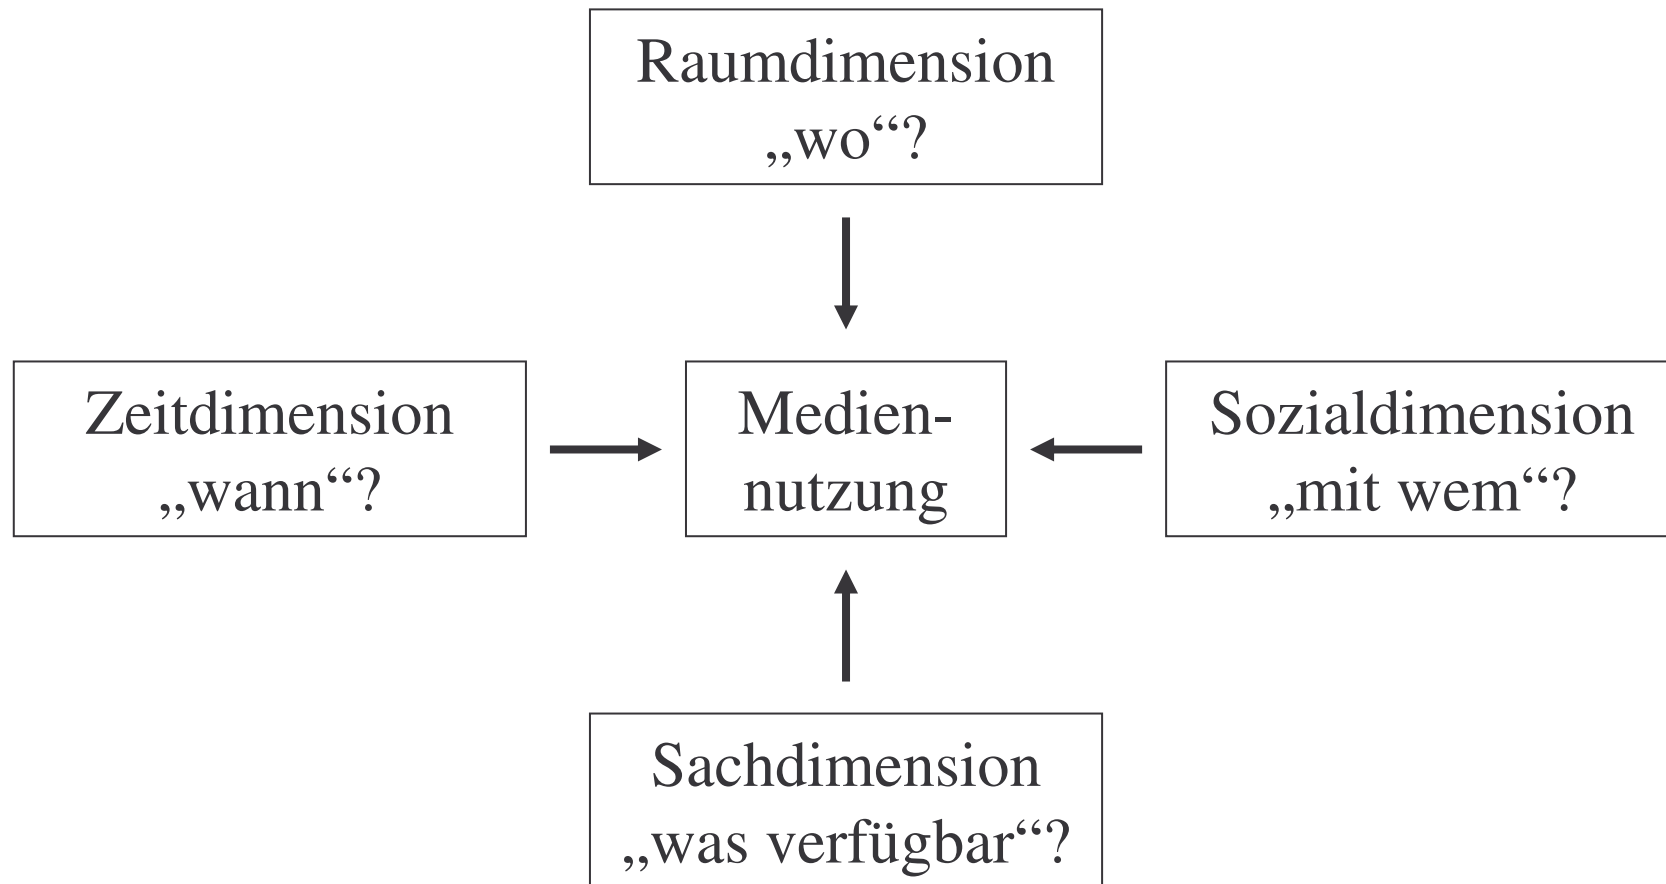 Raumdimension
„wo“?
Zeitdimension
„wann“?
Medien-
nutzung
Sozialdimension
„mit wem“?
Sachdimension
„was verfügbar“?